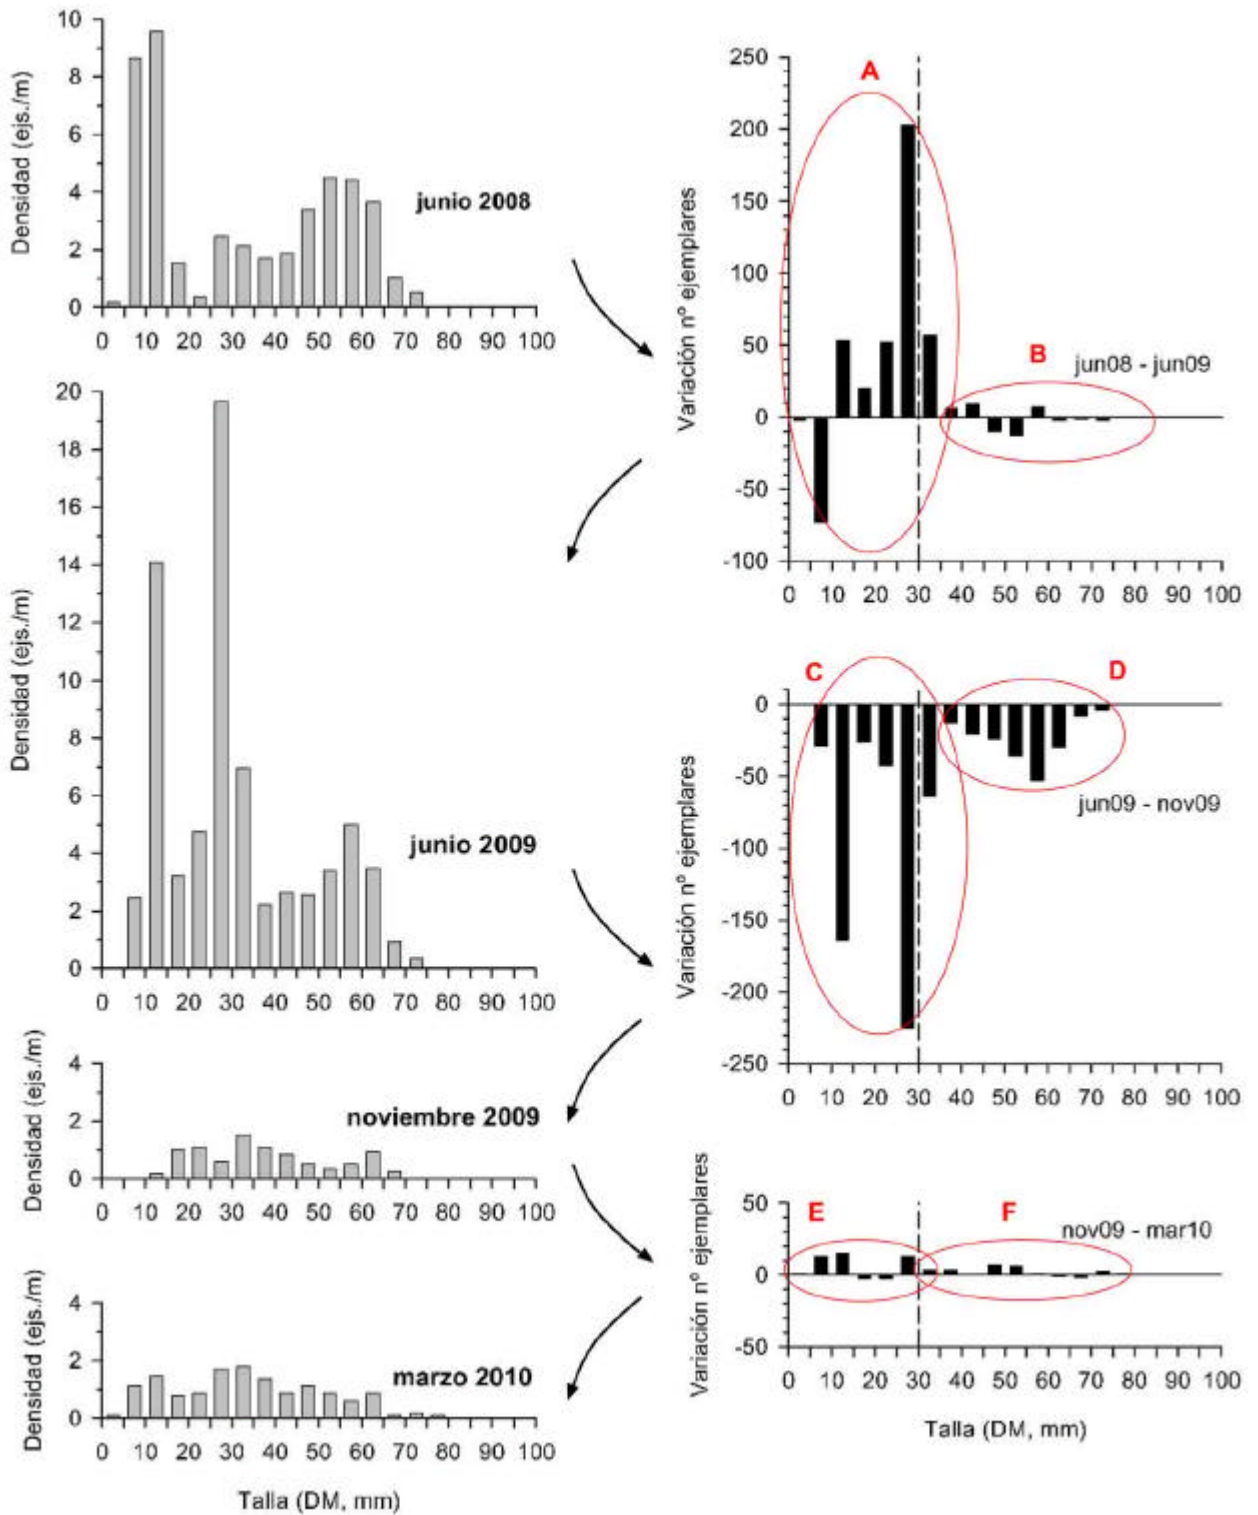 10
8
6
4
2
0
Densidad (ejs./m)
junio 2008
0 10 20 30 40 50 60 70 80 90 100
20
18
16
14
12
10
8
6
4
2
0
Densidad (ejs./m)
junio 2009
0 10 20 30 40 50 60 70 80 90 100
4
2
0
Densidad (ejs./m)
noviembre 2009
0 10 20 30 40 50 60 70 80 90 100
4
2
0
Densidad (ejs./m)
marzo 2010
0 10 20 30 40 50 60 70 80 90 100
Talla (DM, mm)
250
200
150
100
50
0
-50
-100
Variación nº ejemplares
A
B
jun08 - jun09
0 10 20 30 40 50 60 70 80 90 100
C
D
0
-50
-100
-150
-200
-250
Variación nº ejemplares
jun09 - nov09
0 10 20 30 40 50 60 70 80 90 100
50
0
-50
Variación nº ejemplares
E
F
nov09 - mar10
0 10 20 30 40 50 60 70 80 90 100
Talla (DM, mm)